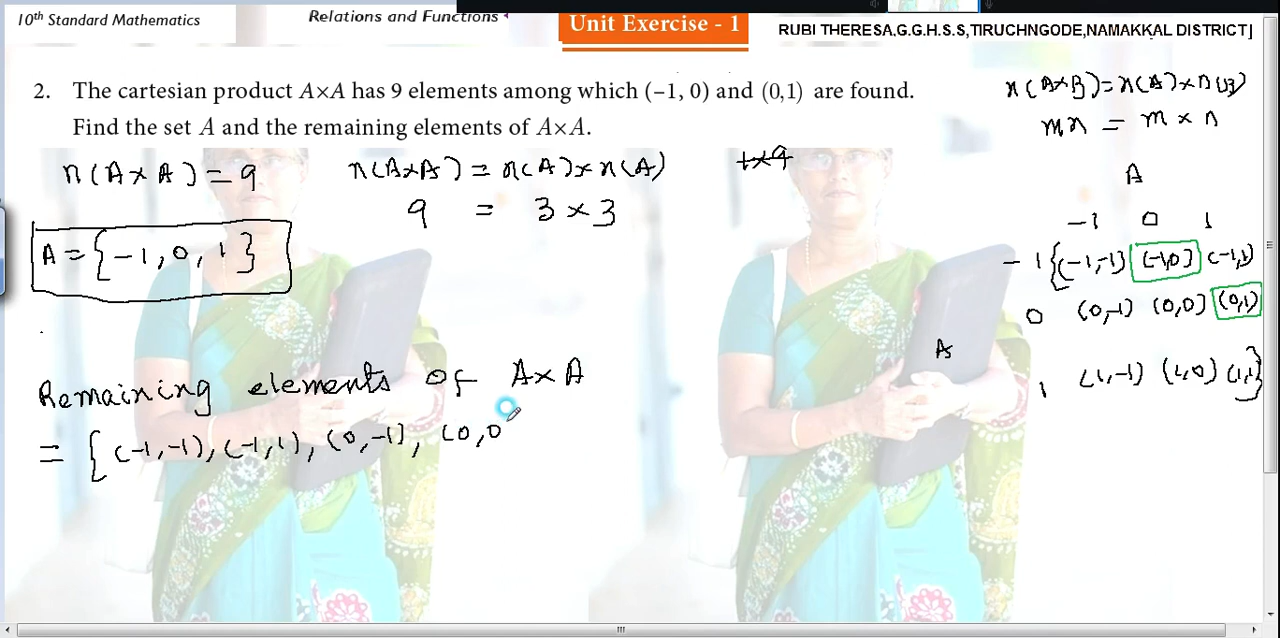 10th Standard Mathematics
Relations and Functions
Unit Exercise - 1
RUBI THERESA,G.G.H.S.S,TIRUCHNGODE,NAMAKKAL DISTRICT]
2. The cartesian product A×A has 9 elements among which (−1, 0) and (0,1) are found.
Find the set A and the remaining elements of A×A.
n(A×A) = 9
n(A×A) = n(A)×n(A)
9 = 3×3
1×9
n(A×B)=n(A)×n(B)
mn = m × n
A = {-1, 0, 1}
A
-1 0 1
-1 {(-1,-1) (-1,0) (-1,1)
0 (0,-1) (0,0) (0,1)
A
1 (1,-1) (1,0) (1,1)}
Remaining elements of A×A
= {(-1,-1), (-1,1), (0,-1), (0,0